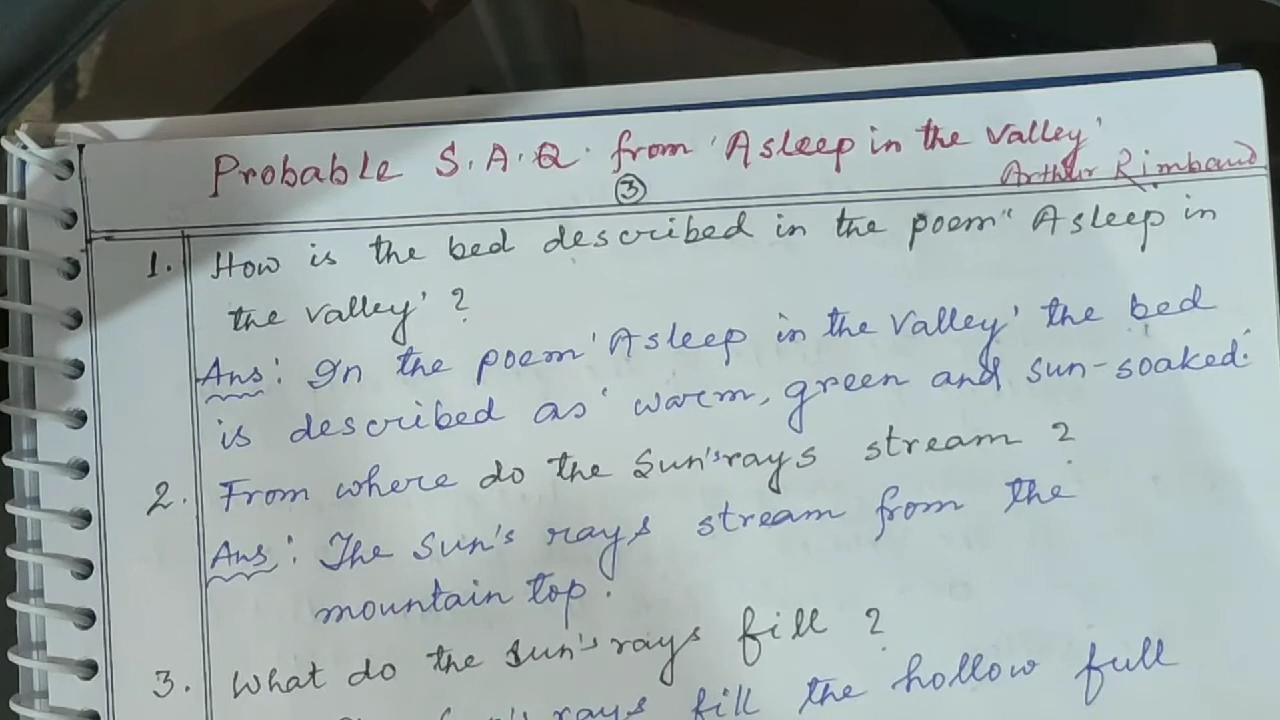 Probable S.A.Q. from 'Asleep in the Valley'
Arthur Rimbaud
3
1. How is the bed described in the poem "Asleep in
the valley' ?
Ans: In the poem 'Asleep in the Valley' the bed
is described as 'warm, green and sun-soaked.'
2. From where do the Sun's rays stream ?
Ans: The Sun's rays stream from the
mountain top.
3. What do the sun's rays fill ?
rays fill the hollow full